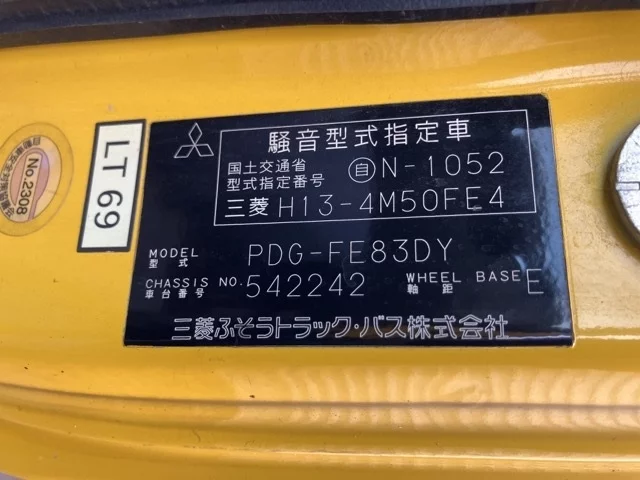 騒音型式指定車
国土交通省
型式指定番号
自 N-1052
三菱 H13-4M50FE4
MODEL
型式
PDG-FE83DY
CHASSIS NO.
車台番号
542242
WHEEL BASE
軸距
E
三菱ふそうトラック・バス株式会社
LT 69
No.2308